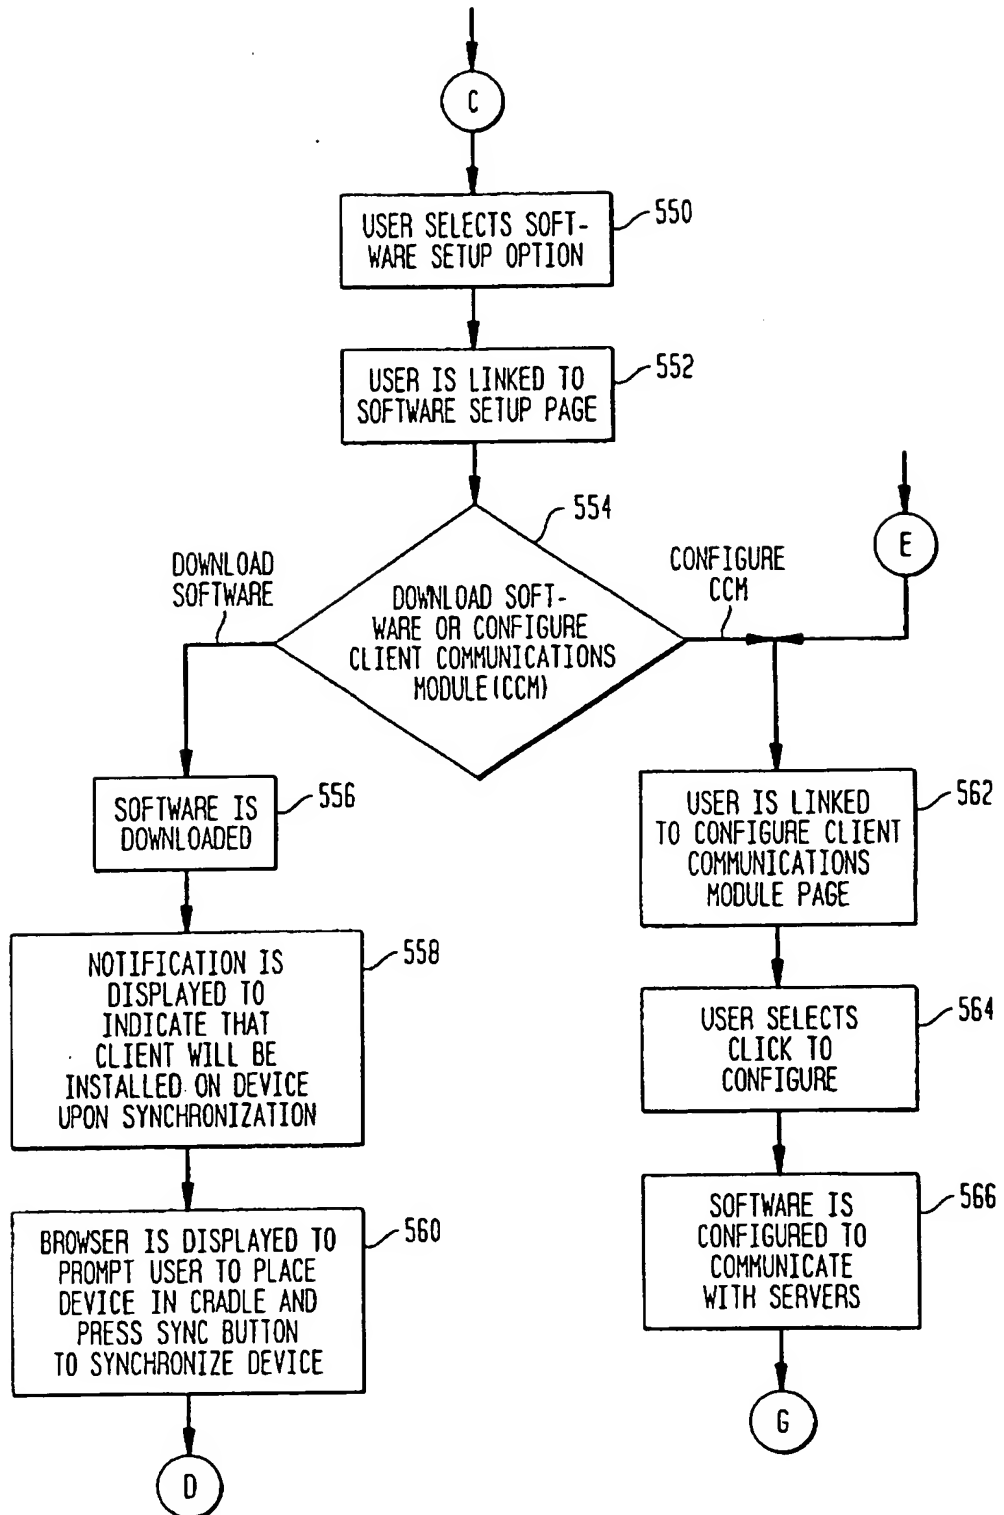 C
USER SELECTS SOFT-
WARE SETUP OPTION
550
USER IS LINKED TO
SOFTWARE SETUP PAGE
552
554
DOWNLOAD SOFT-
WARE OR CONFIGURE
CLIENT COMMUNICATIONS
MODULE(CCM)
DOWNLOAD
SOFTWARE
CONFIGURE
CCM
E
SOFTWARE IS
DOWNLOADED
556
NOTIFICATION IS
DISPLAYED TO
INDICATE THAT
CLIENT WILL BE
INSTALLED ON DEVICE
UPON SYNCHRONIZATION
558
BROWSER IS DISPLAYED TO
PROMPT USER TO PLACE
DEVICE IN CRADLE AND
PRESS SYNC BUTTON
TO SYNCHRONIZE DEVICE
560
D
USER IS LINKED
TO CONFIGURE CLIENT
COMMUNICATIONS
MODULE PAGE
562
USER SELECTS
CLICK TO
CONFIGURE
564
SOFTWARE IS
CONFIGURED TO
COMMUNICATE
WITH SERVERS
566
G